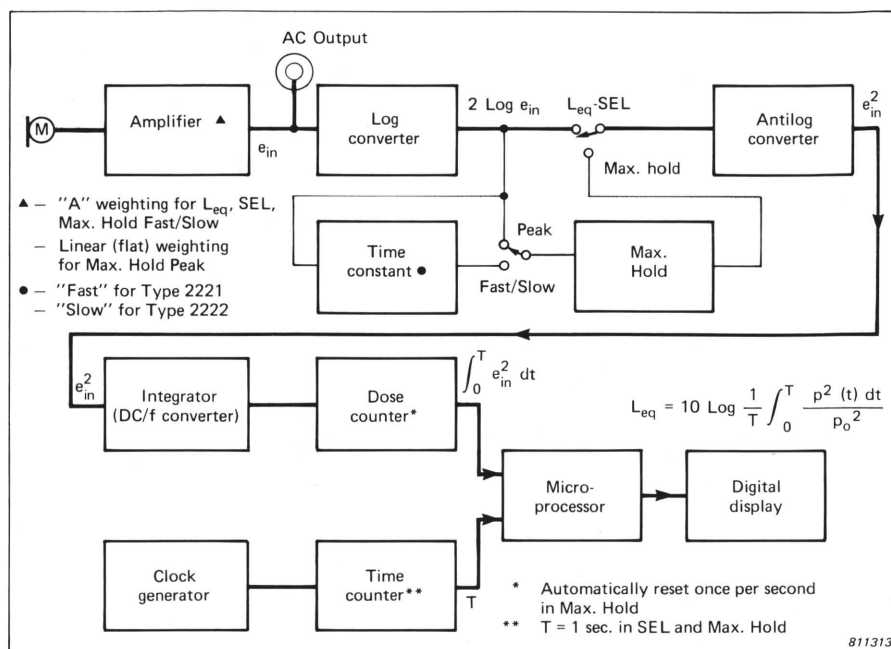 AC Output
M
Amplifier ▲
e_in
Log
converter
2 Log e_in
L_eq-SEL
Antilog
converter
e_in^2
Max. hold
▲ – "A" weighting for L_eq, SEL,
Max. Hold Fast/Slow
– Linear (flat) weighting
for Max. Hold Peak
● – "Fast" for Type 2221
– "Slow" for Type 2222
Time
constant ●
Peak
Fast/Slow
Max.
Hold
e_in^2
Integrator
(DC/f converter)
Dose
counter*
∫_0^T e_in^2 dt
L_eq = 10 Log 1/T ∫_0^T p^2 (t) dt / p_o^2
Micro-
processor
Digital
display
Clock
generator
Time
counter**
T
* Automatically reset once per second
in Max. Hold
** T = 1 sec. in SEL and Max. Hold
811313